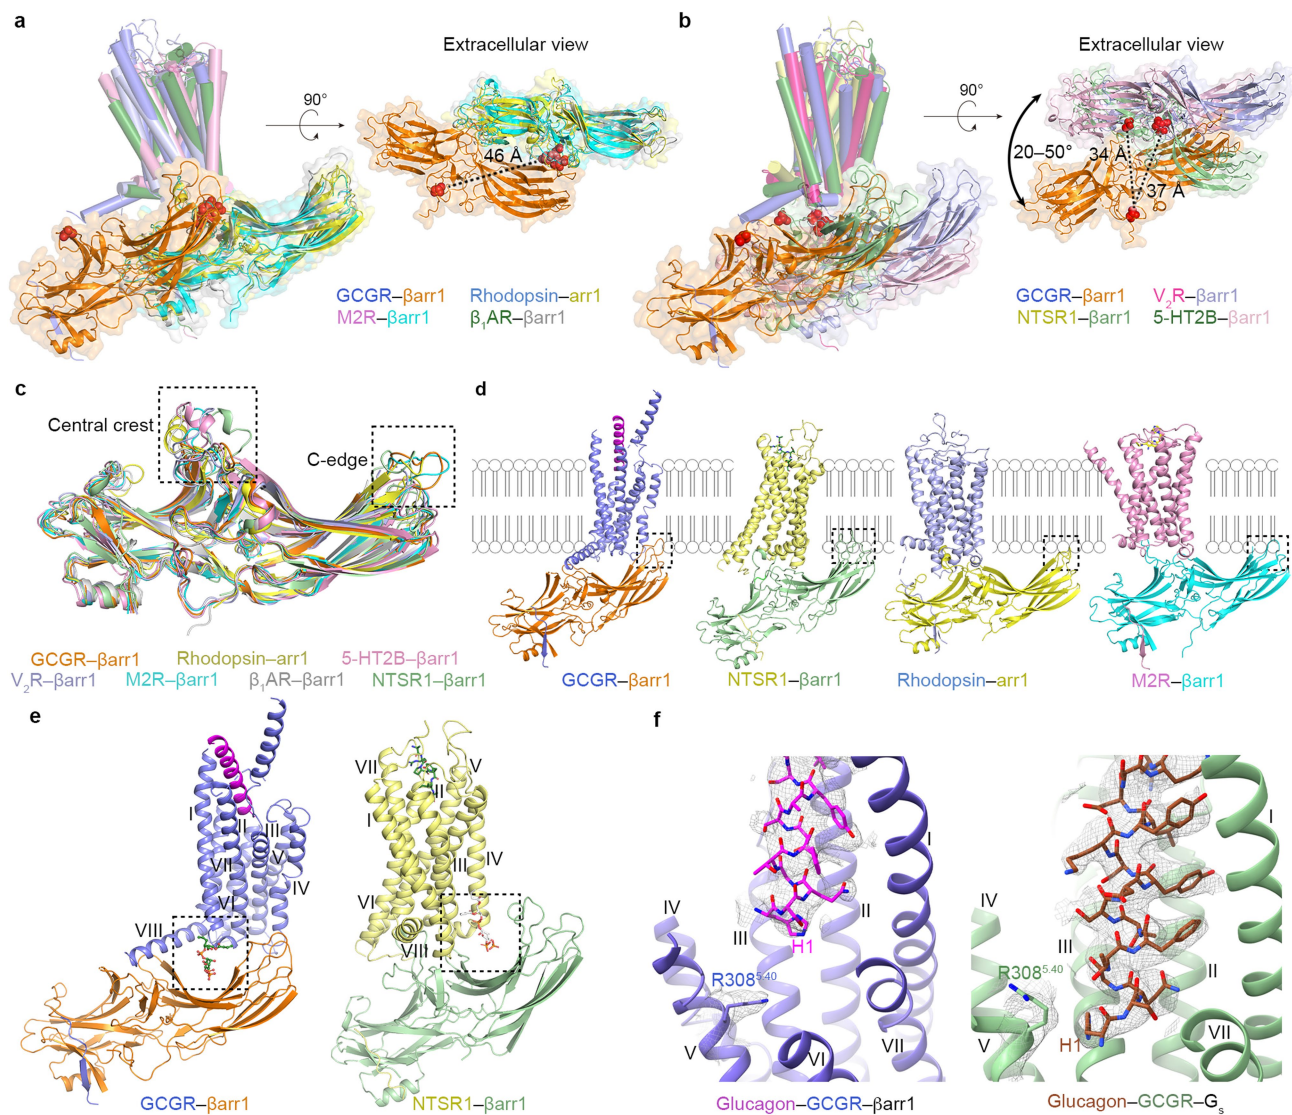 a
Extracellular view
90°
46 Å
GCGR–βarr1 Rhodopsin–arr1
M2R–βarr1 β₁AR–βarr1
b
Extracellular view
90°
20–50°
34 Å
37 Å
GCGR–βarr1 V₂R–βarr1
NTSR1–βarr1 5-HT2B–βarr1
c
Central crest
C-edge
GCGR–βarr1 Rhodopsin–arr1 5-HT2B–βarr1
V₂R–βarr1 M2R–βarr1 β₁AR–βarr1 NTSR1–βarr1
d
GCGR–βarr1 NTSR1–βarr1 Rhodopsin–arr1 M2R–βarr1
e
I
II
III
VII
V
IV
VI
VIII
GCGR–βarr1
VII
V
II
I
III
IV
VI
VIII
NTSR1–βarr1
f
I
IV
II
III
H1
R308⁵·⁴⁰
V
VI
VII
Glucagon–GCGR–βarr1
I
IV
III
II
R308⁵·⁴⁰
V
H1
VII
Glucagon–GCGR–Gₛ